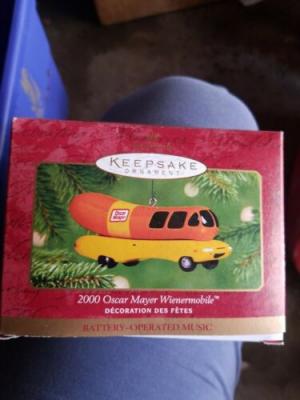 KEEPSAKE
ORNAMENT
Oscar
Mayer
2000 Oscar Mayer Wienermobile™
DÉCORATION DES FÊTES
BATTERY-OPERATED MUSIC